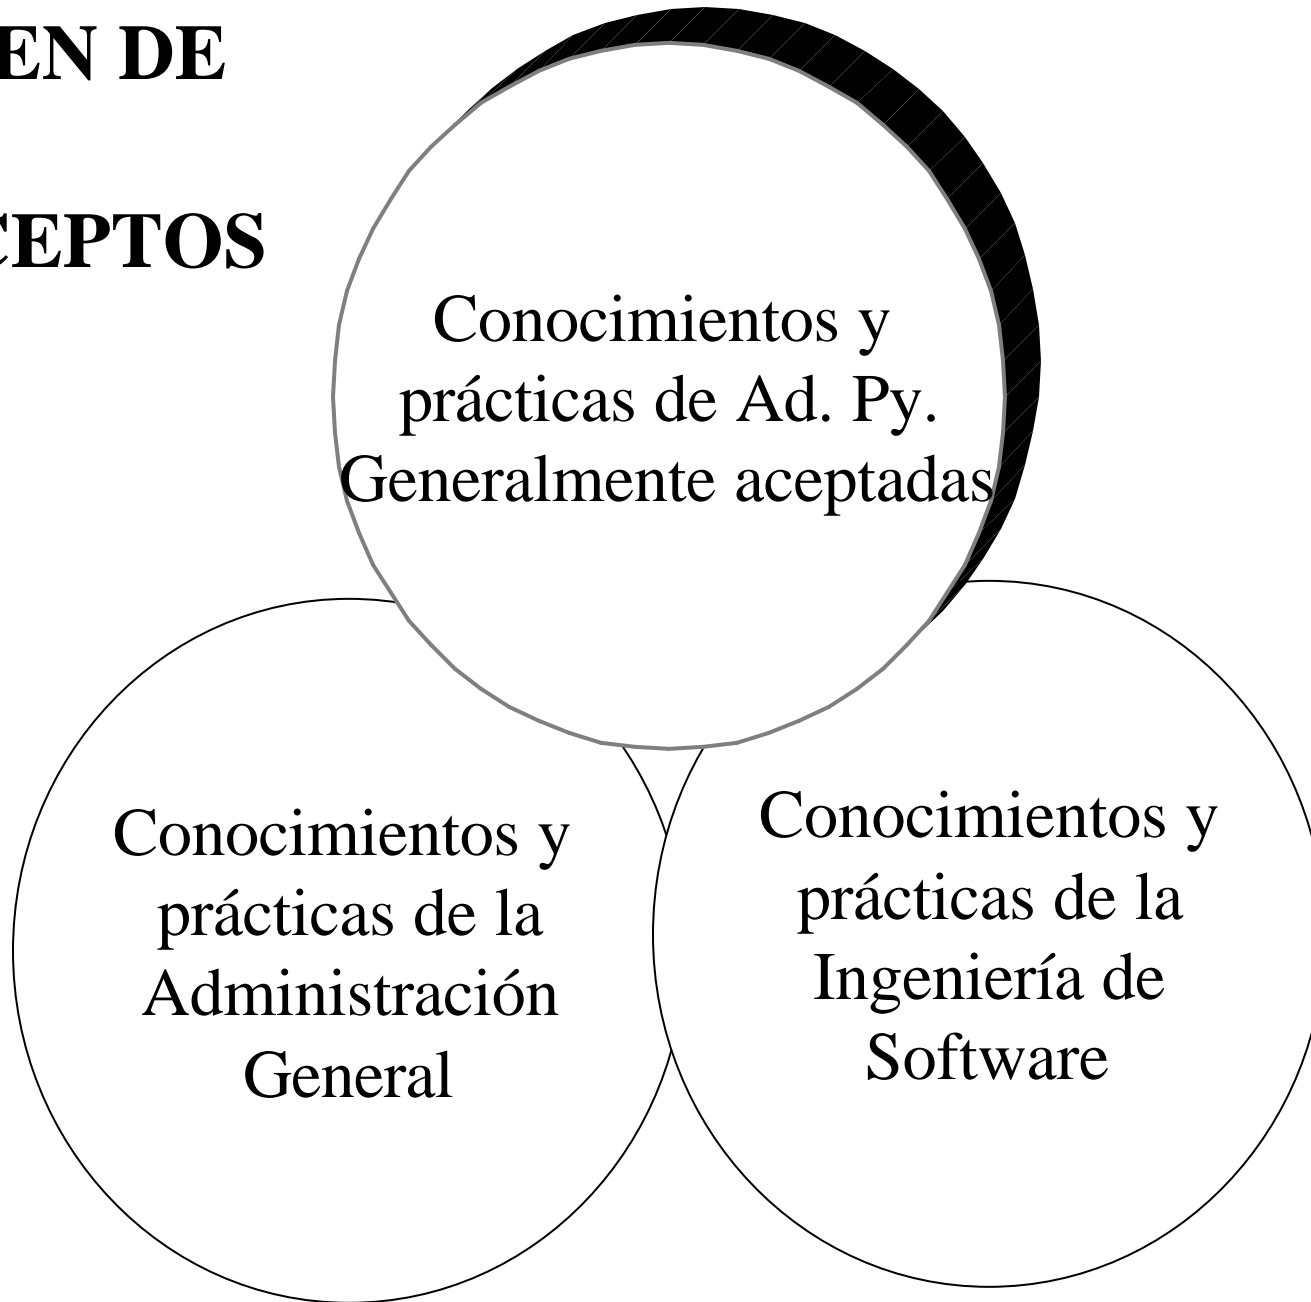 EN DE
CEPTOS
Conocimientos y
prácticas de Ad. Py.
Generalmente aceptadas
Conocimientos y
prácticas de la
Administración
General
Conocimientos y
prácticas de la
Ingeniería de
Software